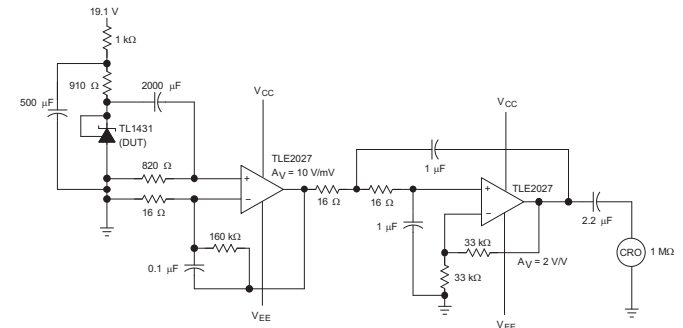 19.1 V
1 kΩ
910 Ω
2000 μF
500 μF
TL1431
(DUT)
820 Ω
16 Ω
160 kΩ
0.1 μF
VCC
TLE2027
AV = 10 V/mV
+
−
VEE
16 Ω
16 Ω
1 μF
1 μF
VCC
TLE2027
+
−
33 kΩ
AV = 2 V/V
33 kΩ
VEE
2.2 μF
CRO
1 MΩ